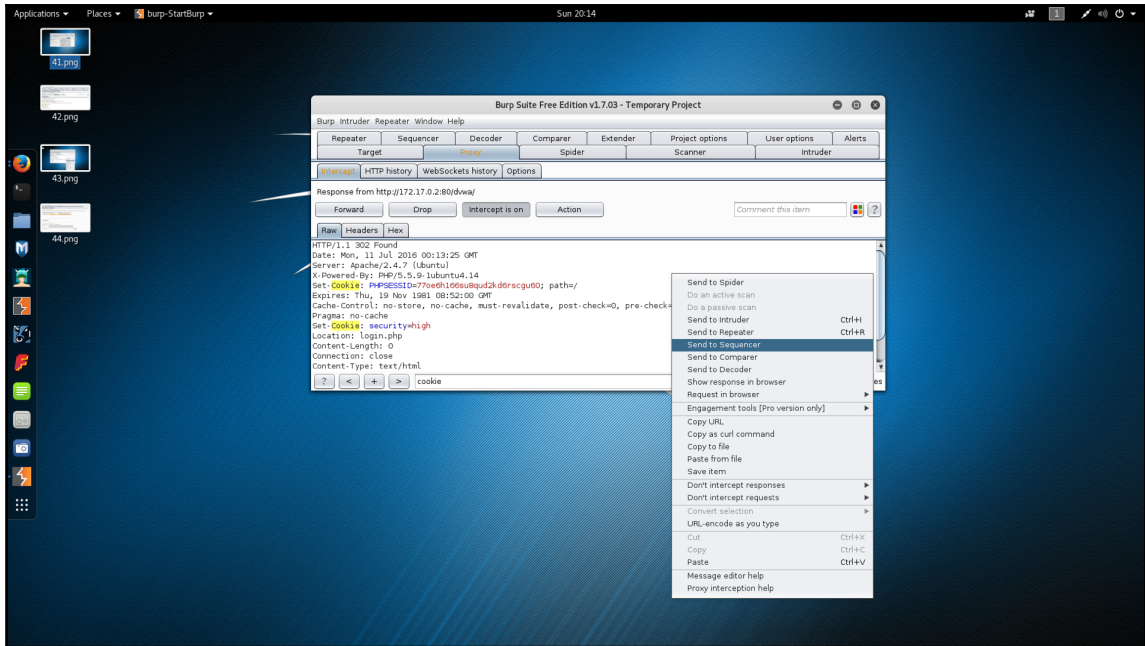 Applications Places burp-StartBurp Sun 20:14 1
41.png
42.png
43.png
44.png
Burp Suite Free Edition v1.7.03 - Temporary Project
Burp Intruder Repeater Window Help
Repeater Sequencer Decoder Comparer Extender Project options User options Alerts
Target Proxy Spider Scanner Intruder
Intercept HTTP history WebSockets history Options
Response from http://172.17.0.2:80/dvwa/
Forward Drop Intercept is on Action Comment this item ?
Raw Headers Hex
HTTP/1.1 302 Found
Date: Mon, 11 Jul 2016 00:13:25 GMT
Server: Apache/2.4.7 (Ubuntu)
X-Powered-By: PHP/5.5.9-1ubuntu4.14
Set-Cookie: PHPSESSID=77oe6h166su8qud2kd6rscgu60; path=/
Expires: Thu, 19 Nov 1981 08:52:00 GMT
Cache-Control: no-store, no-cache, must-revalidate, post-check=0, pre-check=
Pragma: no-cache
Set-Cookie: security=high
Location: login.php
Content-Length: 0
Connection: close
Content-Type: text/html
? < + > cookie es
Send to Spider
Do an active scan
Do a passive scan
Send to Intruder Ctrl+I
Send to Repeater Ctrl+R
Send to Sequencer
Send to Comparer
Send to Decoder
Show response in browser
Request in browser
Engagement tools [Pro version only]
Copy URL
Copy as curl command
Copy to file
Paste from file
Save item
Don't intercept responses
Don't intercept requests
Convert selection
URL-encode as you type
Cut Ctrl+X
Copy Ctrl+C
Paste Ctrl+V
Message editor help
Proxy interception help